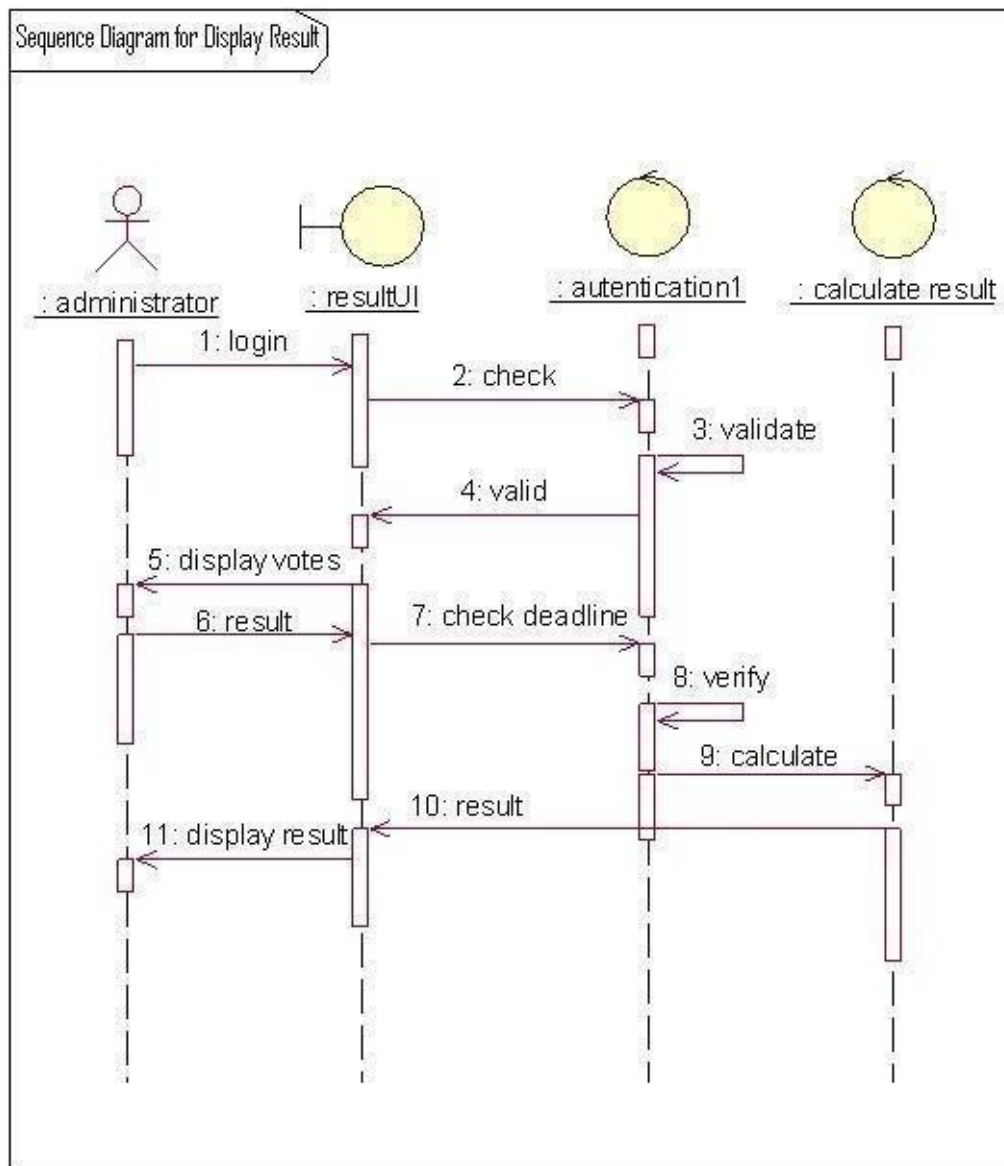 Sequence Diagram for Display Result
: administrator
: resultUI
: autentication1
: calculate result
1: login
2: check
3: validate
4: valid
5: display votes
6: result
7: check deadline
8: verify
9: calculate
10: result
11: display result